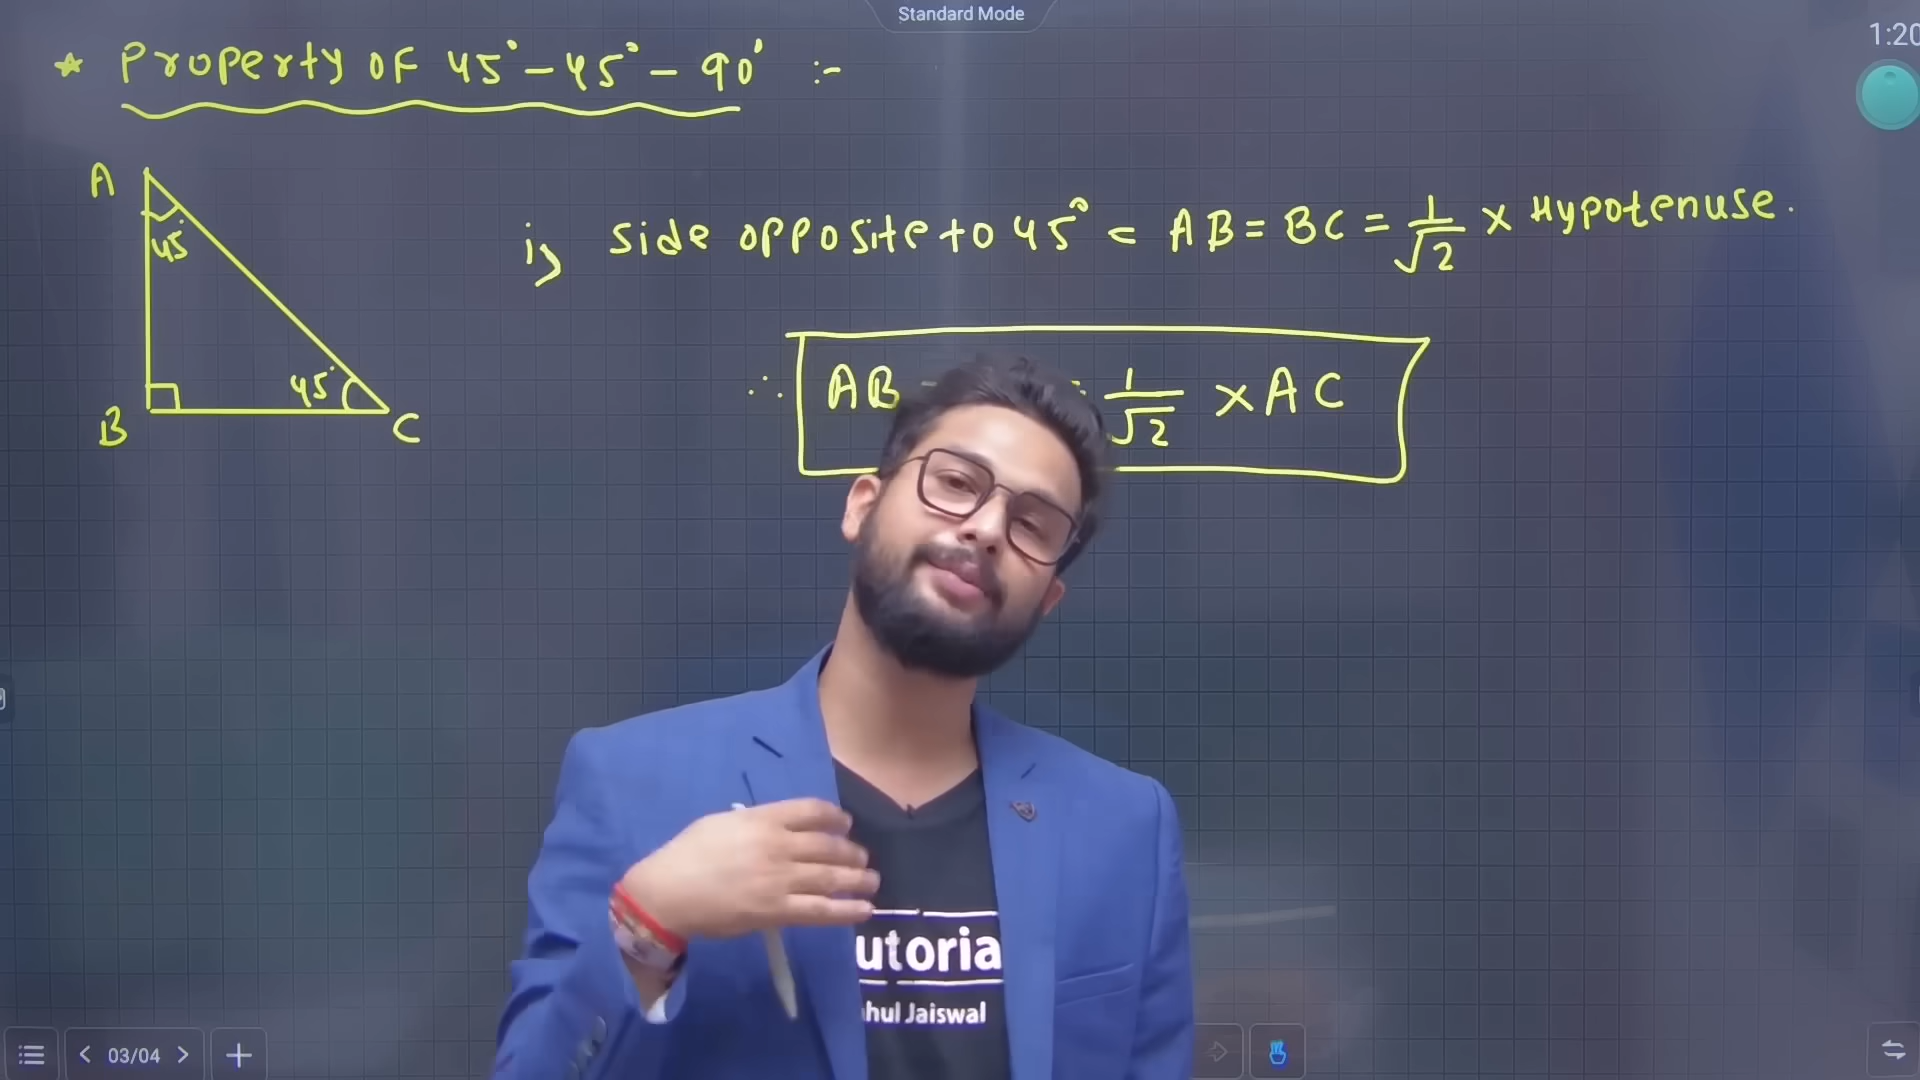 Standard Mode
1:20
* Property OF 45° - 45° - 90° :-
A
45°
45°
B
C
i) side opposite to 45° = AB = BC = 1/√2 × Hypotenuse.
∴ AB = 1/√2 × AC
utoria
hul Jaiswal
03/04